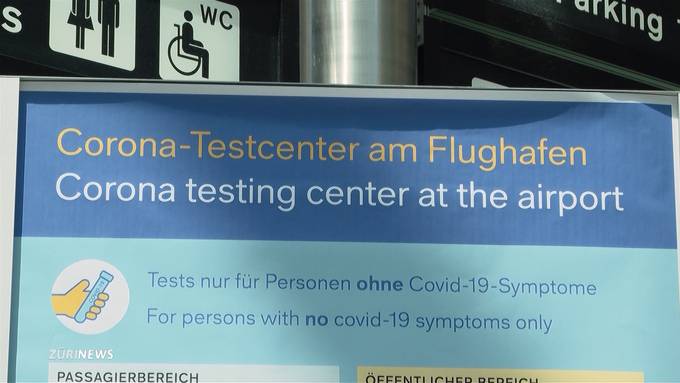 s
WC
Parking
Corona-Testcenter am Flughafen
Corona testing center at the airport
Tests nur für Personen ohne Covid-19-Symptome
For persons with no covid-19 symptoms only
ZÜRINEWS
PASSAGIERBEREICH
ÖFFENTLICHER BEREICH